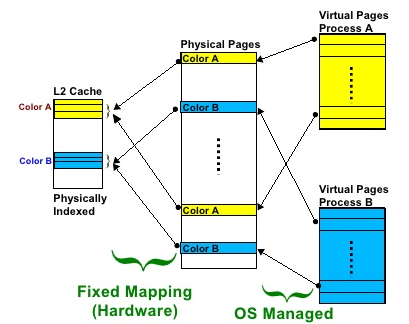 Virtual Pages
Process A
Physical Pages
Color A
L2 Cache
Color A
Color B
Color B
Physically
Indexed
Virtual Pages
Process B
Color A
Color B
Fixed Mapping
(Hardware)
OS Managed